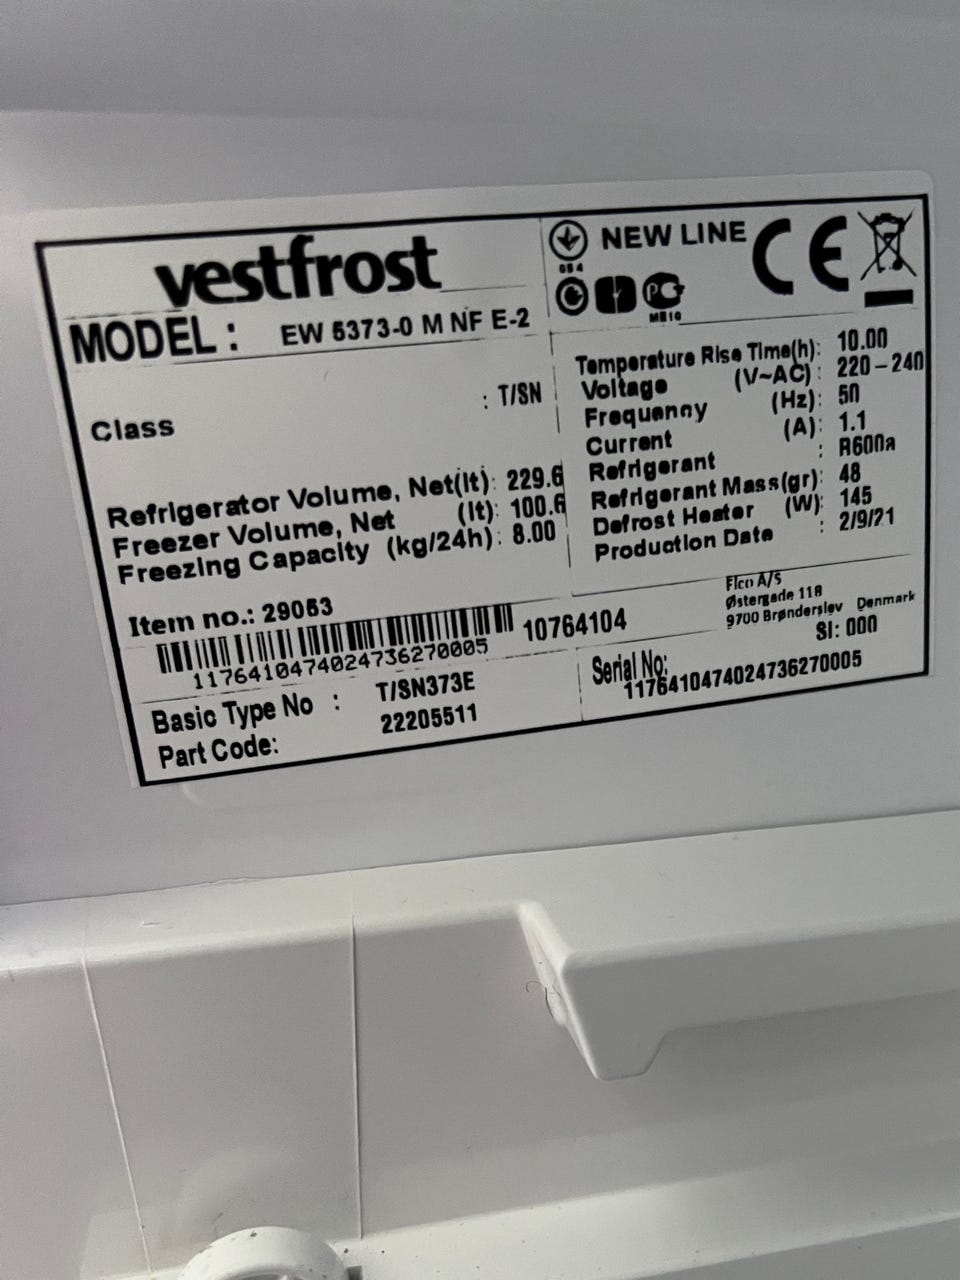 vestfrost
MODEL : EW 5373-0 M NF E-2
Class : T/SN
Refrigerator Volume, Net(lt): 229.6
Freezer Volume, Net (lt): 100.6
Freezing Capacity (kg/24h): 8.00
NEW LINE CE
Temperature Rise Time(h): 10.00
Voltage (V~AC) : 220-240
Frequency (Hz): 50
Current (A): 1.1
Refrigerant : R600a
Refrigerant Mass(gr): 48
Defrost Heater (W): 145
Production Date : 2/9/21
Item no.: 29053
1176410474024736270005
10764104
Elco A/S
Østergade 118
9700 Brønderslev Denmark
SI: 000
Basic Type No : T/SN373E
Part Code: 22205511
Serial No:
1176410474024736270005